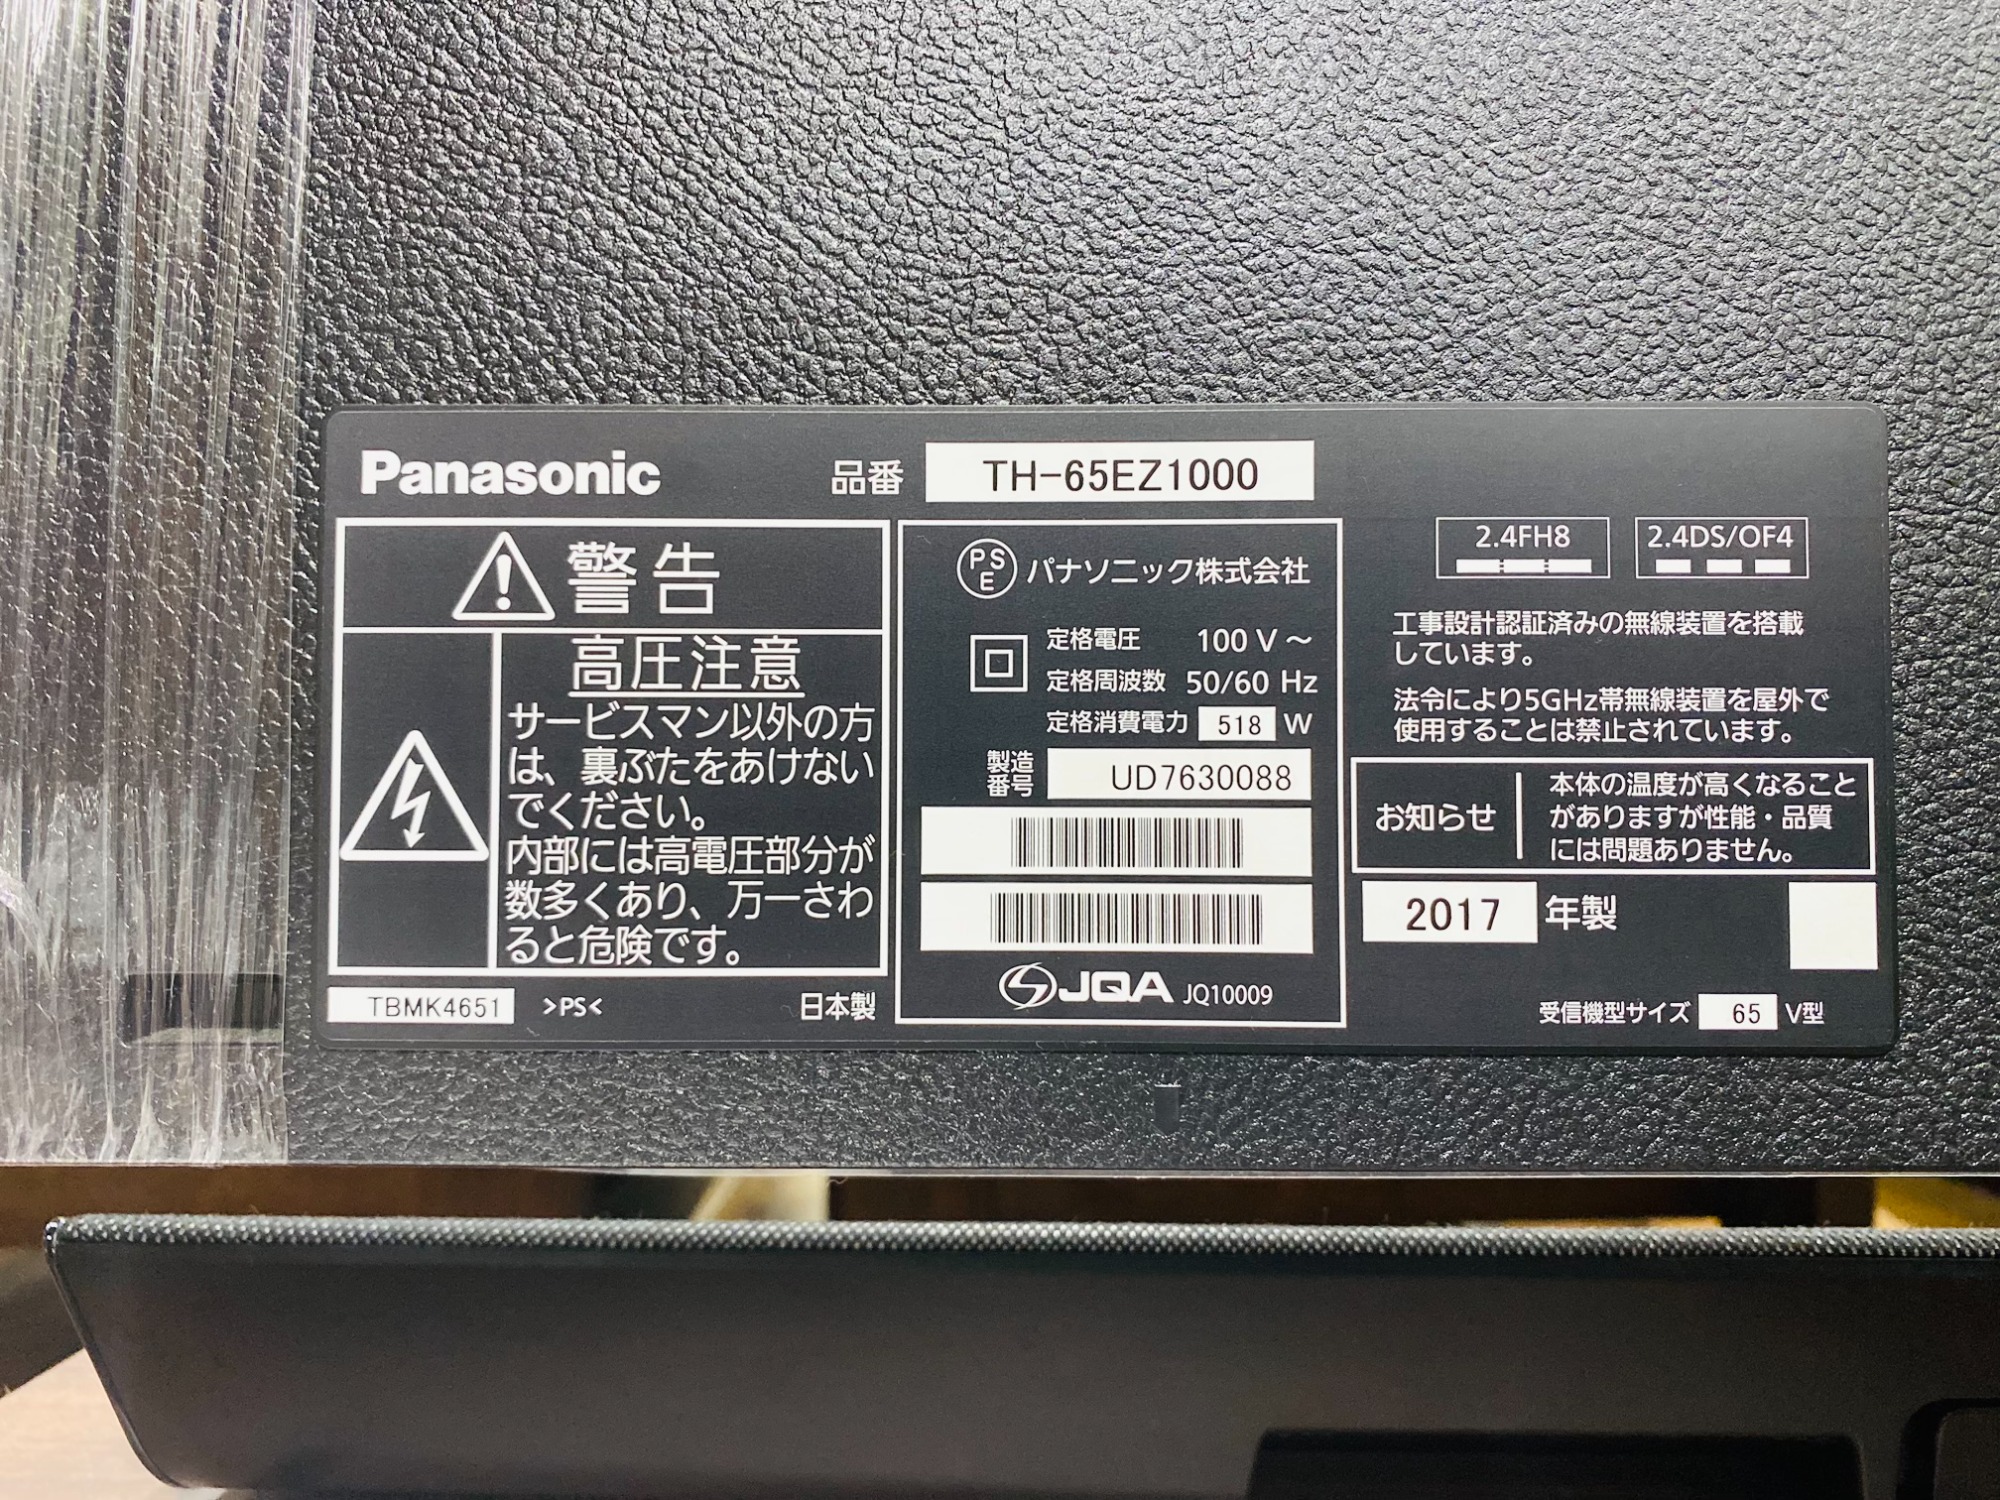 Panasonic
品番 TH-65EZ1000
警告
高圧注意
サービスマン以外の方
は、裏ぶたをあけない
でください。
内部には高電圧部分が
数多くあり、万一さわ
ると危険です。
TBMK4651 >PS< 日本製
PSE パナソニック株式会社
定格電圧 100 V ～
定格周波数 50/60 Hz
定格消費電力 518 W
製造
番号 UD7630088
JQA JQ10009
2.4FH8 2.4DS/OF4
工事設計認証済みの無線装置を搭載
しています。
法令により5GHz帯無線装置を屋外で
使用することは禁止されています。
お知らせ
本体の温度が高くなること
がありますが性能・品質
には問題ありません。
2017 年製
受信機型サイズ 65 V型